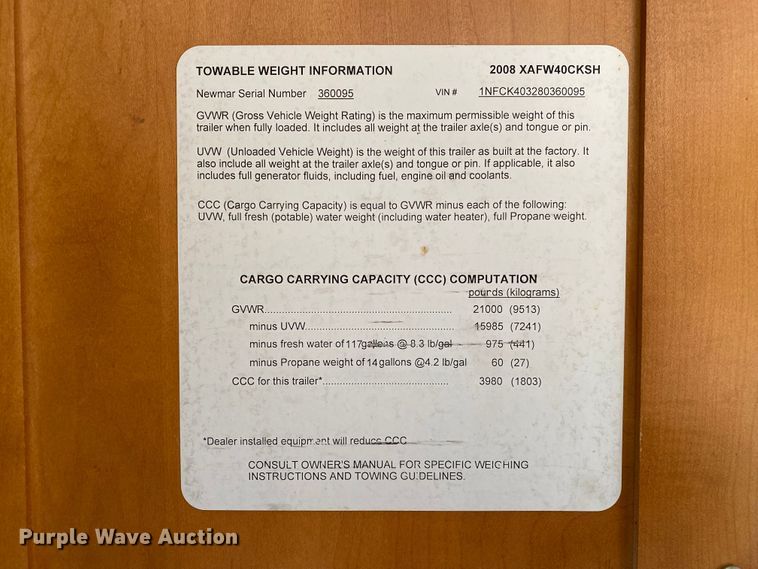 TOWABLE WEIGHT INFORMATION 2008 XAFW40CKSH
Newmar Serial Number 360095 VIN # 1NFCK403280360095
GVWR (Gross Vehicle Weight Rating) is the maximum permissible weight of this
trailer when fully loaded. It includes all weight at the trailer axle(s) and tongue or pin.
UVW (Unloaded Vehicle Weight) is the weight of this trailer as built at the factory. It
also include all weight at the trailer axle(s) and tongue or pin. If applicable, it also
includes full generator fluids, including fuel, engine oil and coolants.
CCC (Cargo Carrying Capacity) is equal to GVWR minus each of the following:
UVW, full fresh (potable) water weight (including water heater), full Propane weight.
CARGO CARRYING CAPACITY (CCC) COMPUTATION
pounds (kilograms)
GVWR........................................................... 21000 (9513)
minus UVW............................................... 15985 (7241)
minus fresh water of 117gallons @ 8.3 lb/gal 975 (441)
minus Propane weight of 14 gallons @4.2 lb/gal 60 (27)
CCC for this trailer*........................................ 3980 (1803)
*Dealer installed equipment will reduce CCC
CONSULT OWNER'S MANUAL FOR SPECIFIC WEIGHING
INSTRUCTIONS AND TOWING GUIDELINES.
Purple Wave Auction